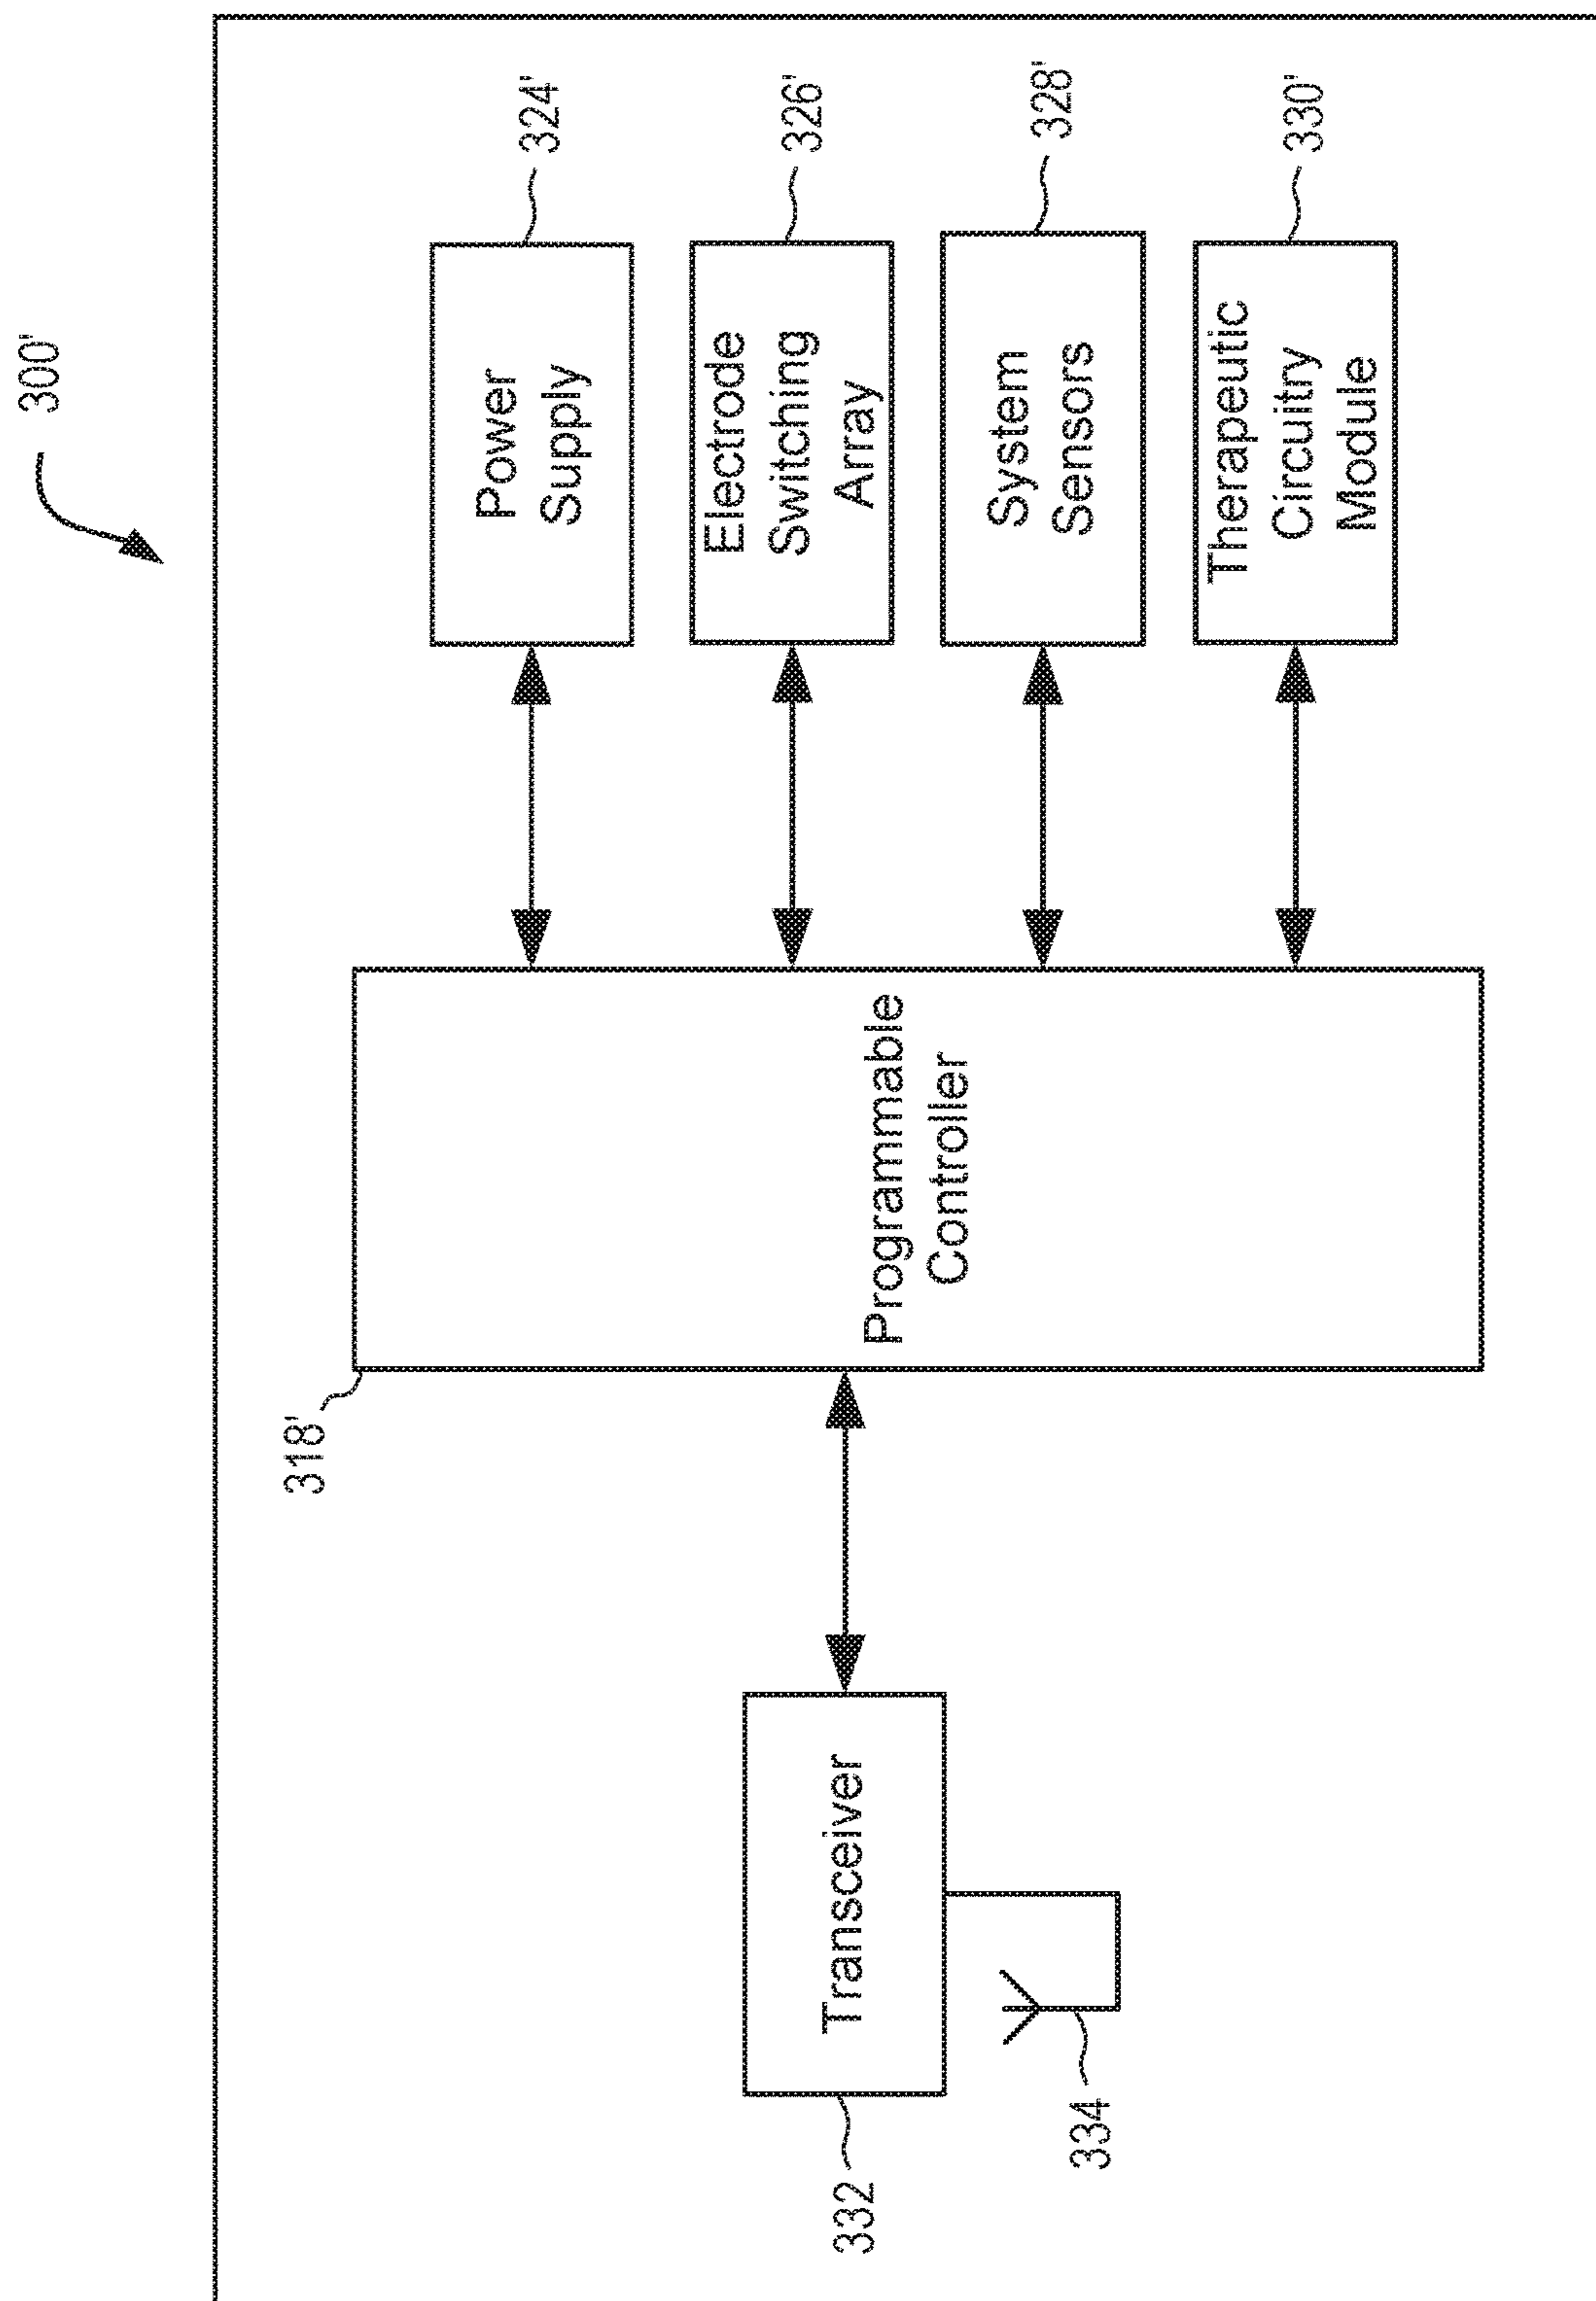 300'
318'
332
Transceiver
334
Programmable
Controller
Power
Supply
324'
Electrode
Switching
Array
326'
System
Sensors
328'
Therapeutic
Circuitry
Module
330'